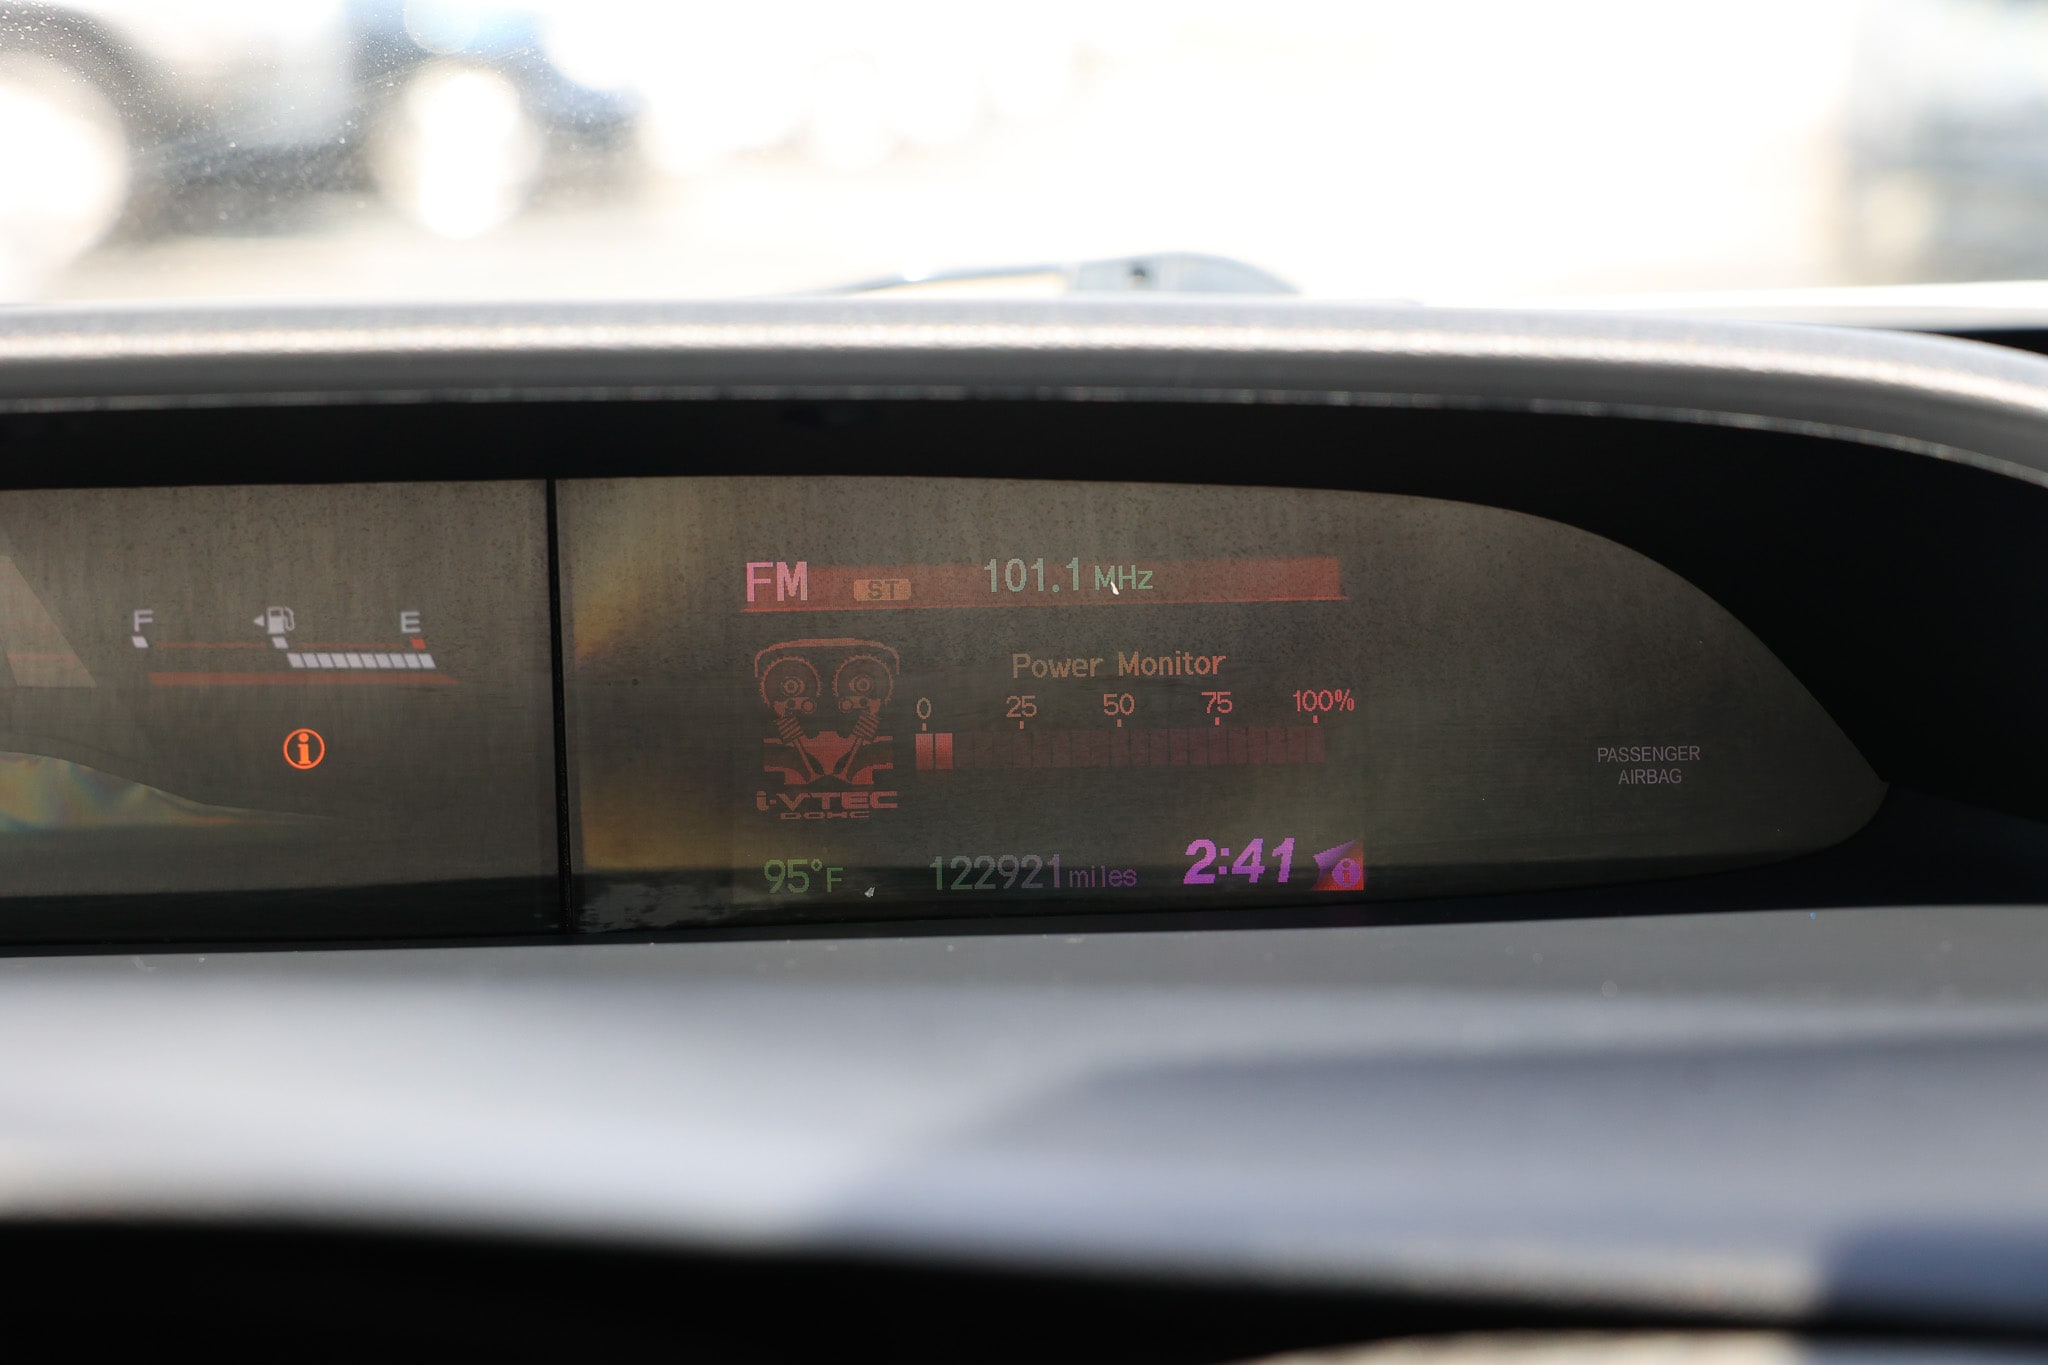 F E
FM ST 101.1 MHz
Power Monitor
0 25 50 75 100%
i-VTEC
DOHC
PASSENGER
AIRBAG
95°F 122921 miles 2:41 i
i